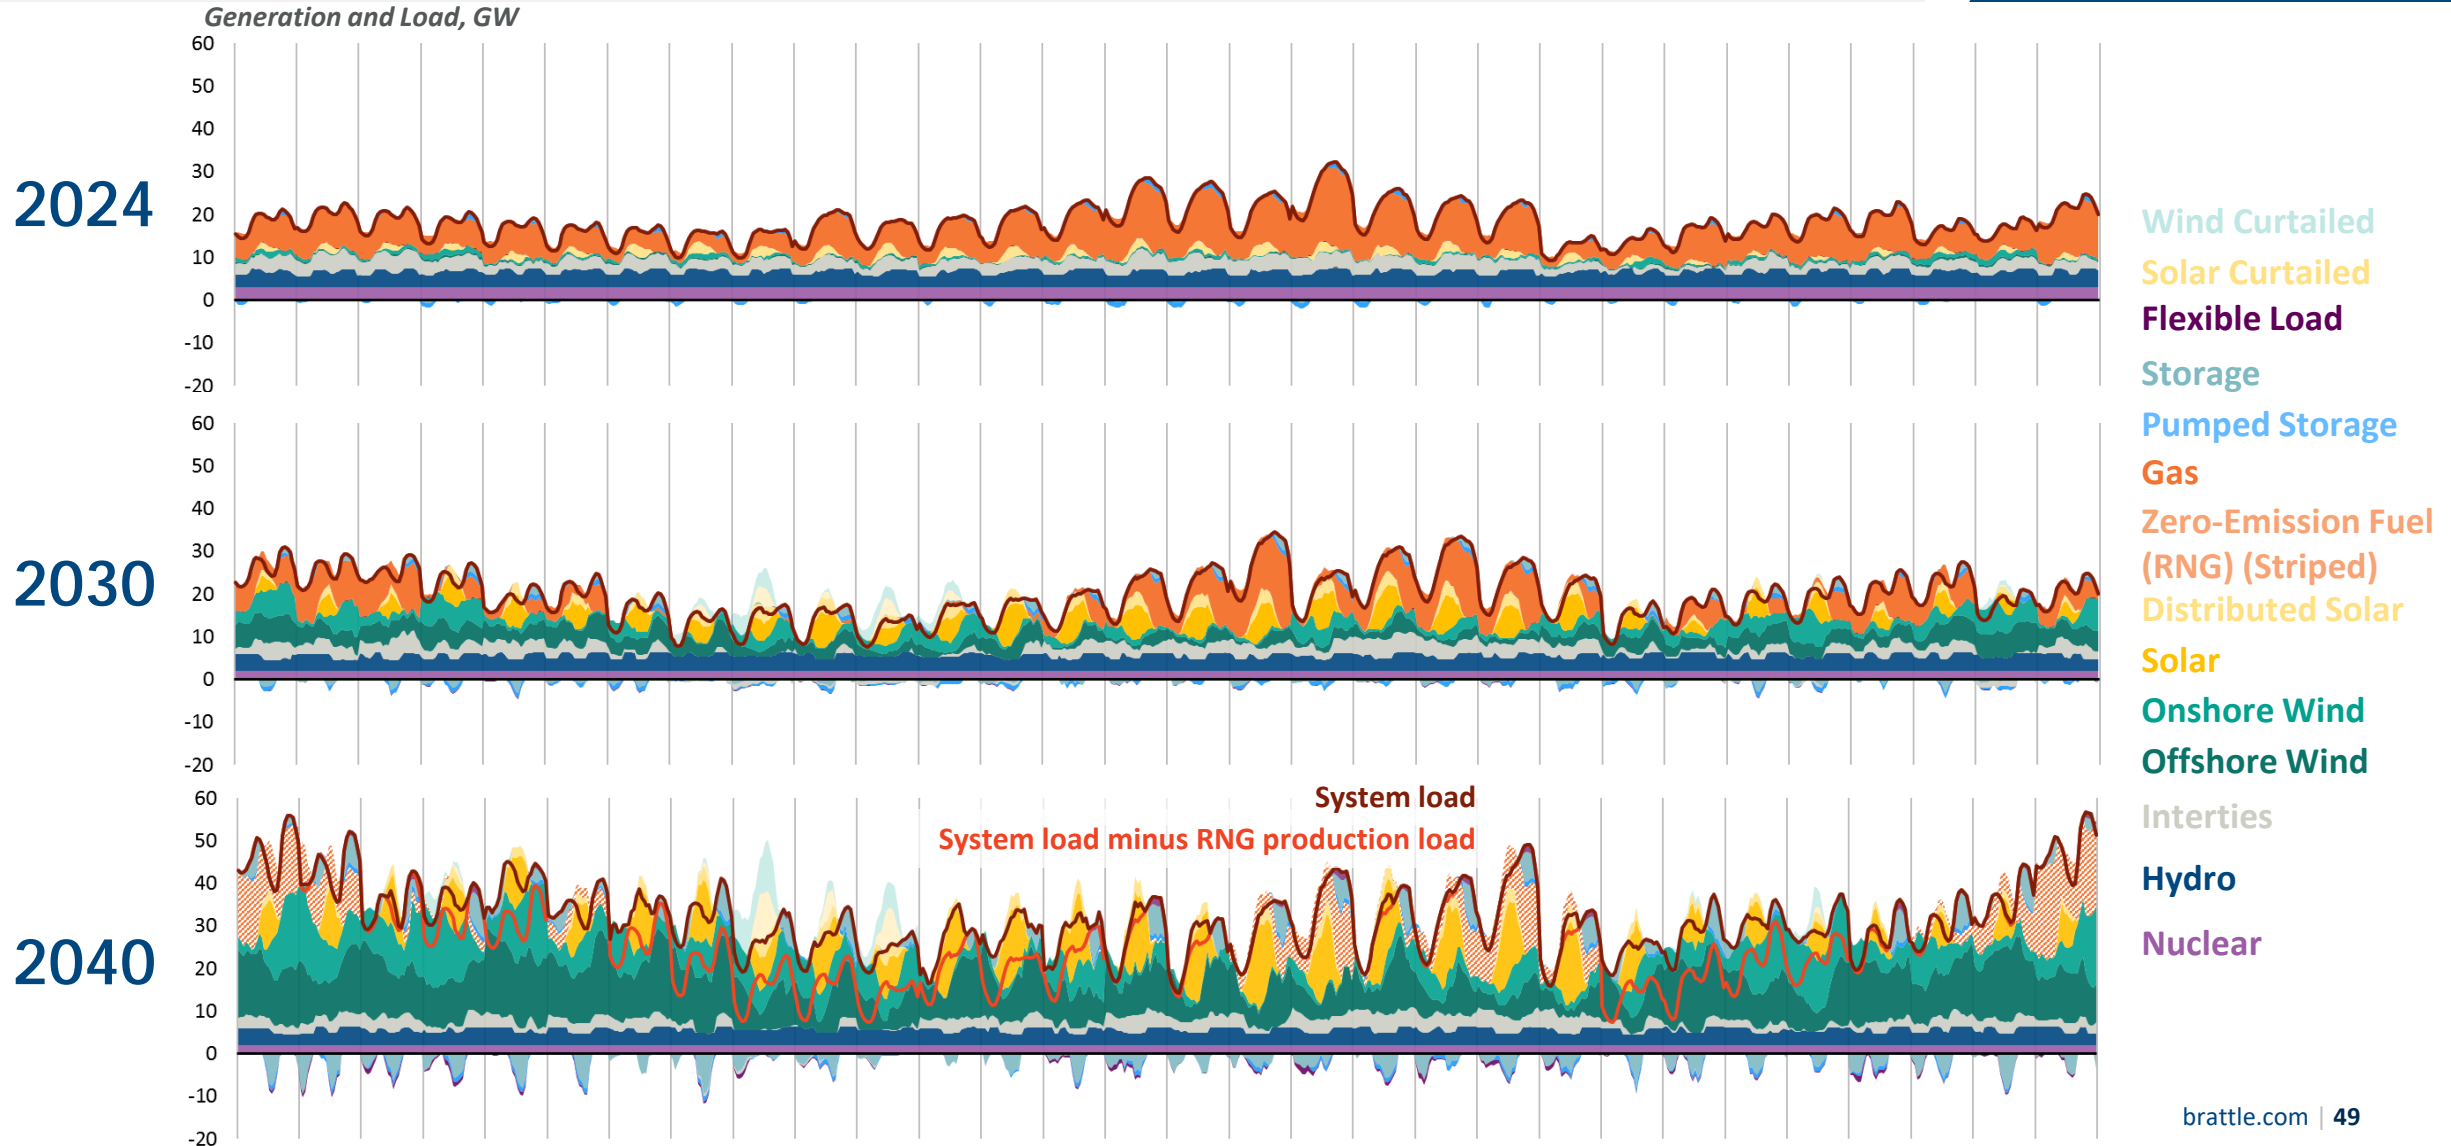 Generation and Load, GW
60
50
40
30
20
10
0
-10
-20
2024
60
50
40
30
20
10
0
-10
-20
2030
60
50
40
30
20
10
0
-10
-20
2040
System load
System load minus RNG production load
Wind Curtailed
Solar Curtailed
Flexible Load
Storage
Pumped Storage
Gas
Zero-Emission Fuel
(RNG) (Striped)
Distributed Solar
Solar
Onshore Wind
Offshore Wind
Interties
Hydro
Nuclear
brattle.com | 49